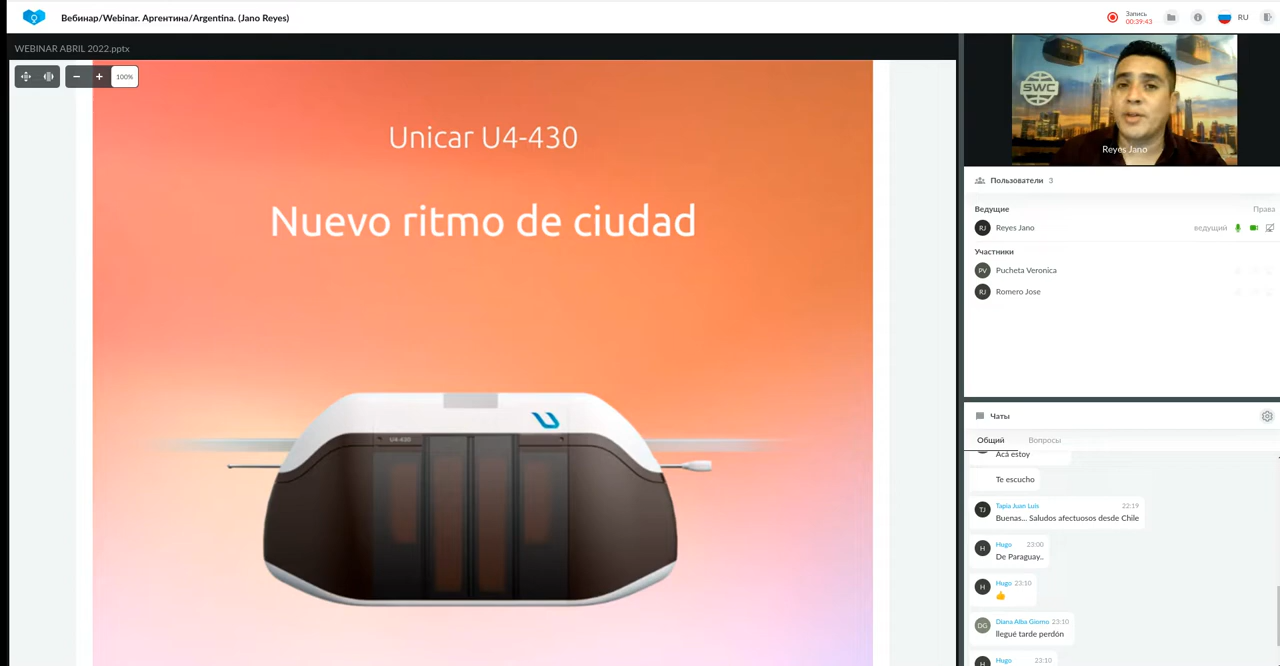 Вебинар/Webinar. Аргентина/Argentina. (Jano Reyes)
Запись
00:39:43
RU
WEBINAR ABRIL 2022.pptx
100%
Unicar U4-430
Nuevo ritmo de ciudad
U4-430
SWC
Reyes Jano
Пользователи 3
Ведущие Права
RJ Reyes Jano ведущий
Участники
PV Pucheta Veronica
RJ Romero Jose
Чаты
Общий Вопросы
Acá estoy
Te escucho
TJ Tapia Juan Luis 22:19
Buenas... Saludos afectuosos desde Chile
H Hugo 23:00
De Paraguay..
H Hugo 23:10
👍
DG Diana Alba Giorno 23:10
llegué tarde perdón
H Hugo 23:10